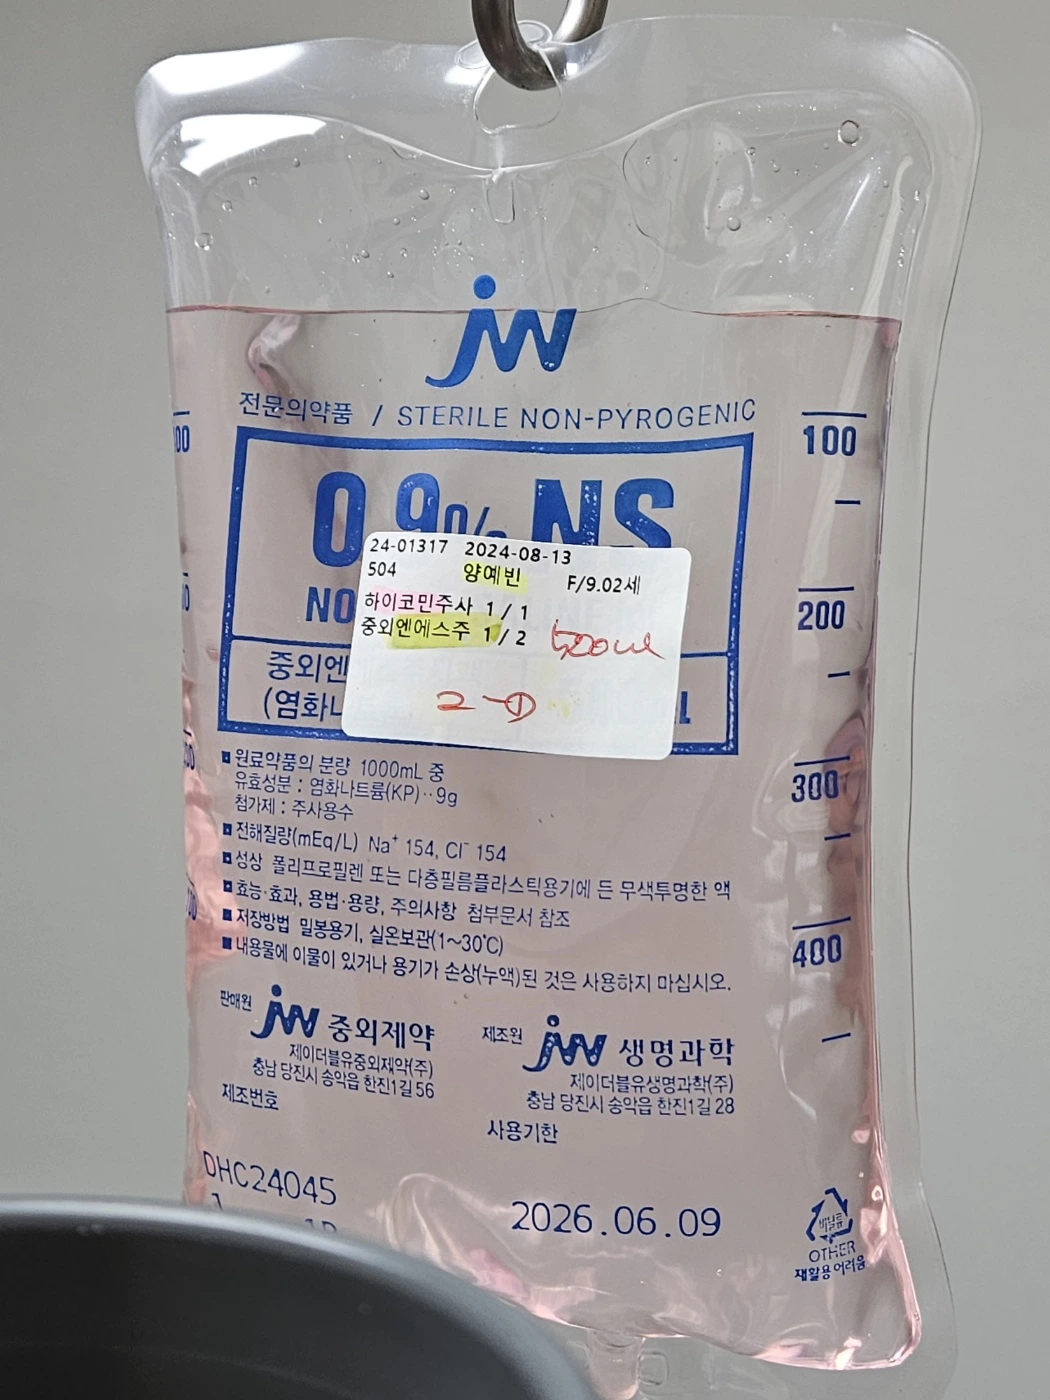 jw
전문의약품 / STERILE NON-PYROGENIC
0.9% NS
NO
24-01317 2024-08-13
504 양예빈 F/9.02세
하이코민주사 1/1
중외엔에스주 1/2 500ml
2-①
중외엔
(염화나
100
200
300
400
원료약품의 분량 1000mL 중
유효성분 : 염화나트륨(KP)··9g
첨가제 : 주사용수
전해질량(mEq/L) Na⁺ 154, Cl⁻ 154
성상 폴리프로필렌 또는 다층필름플라스틱용기에 든 무색투명한 액
효능·효과, 용법·용량, 주의사항 첨부문서 참조
저장방법 밀봉용기, 실온보관(1~30℃)
내용물에 이물이 있거나 용기가 손상(누액)된 것은 사용하지 마십시오.
판매원 jw 중외제약
제이더블유중외제약(주)
충남 당진시 송악읍 한진1길 56
제조원 jw 생명과학
제이더블유생명과학(주)
충남 당진시 송악읍 한진1길 28
제조번호
사용기한
DHC24045
2026.06.09
OTHER
재활용 어려움